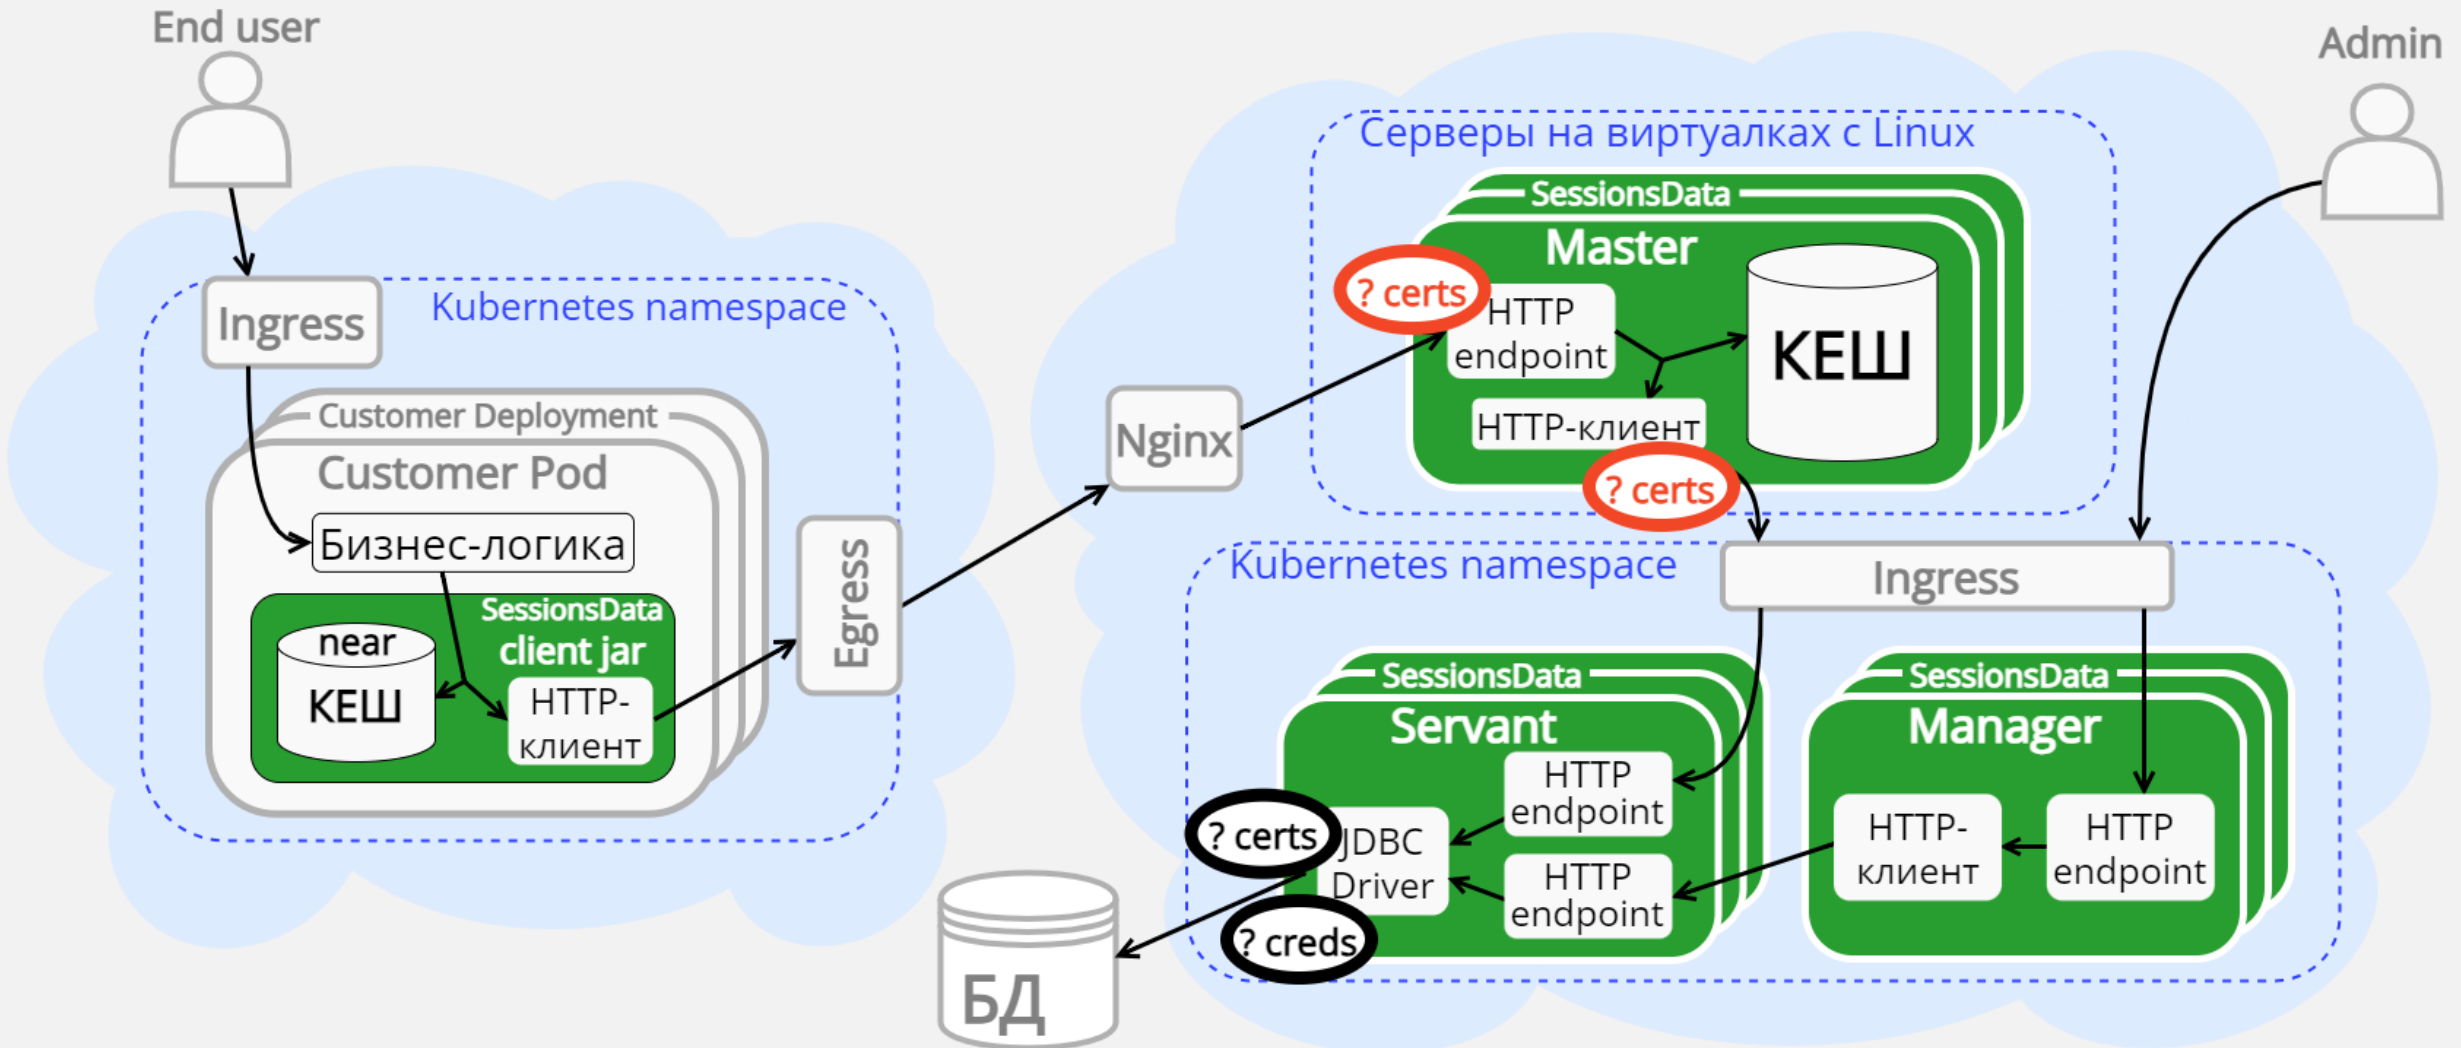 End user
Admin
Ingress
Kubernetes namespace
Customer Deployment
Customer Pod
Бизнес-логика
SessionsData
client jar
near
КЕШ
HTTP-
клиент
Egress
Nginx
Серверы на виртуалках с Linux
SessionsData
Master
? certs
HTTP
endpoint
HTTP-клиент
КЕШ
? certs
Kubernetes namespace
Ingress
SessionsData
Servant
HTTP
endpoint
? certs
JDBC
Driver
HTTP
endpoint
? creds
БД
SessionsData
Manager
HTTP-
клиент
HTTP
endpoint